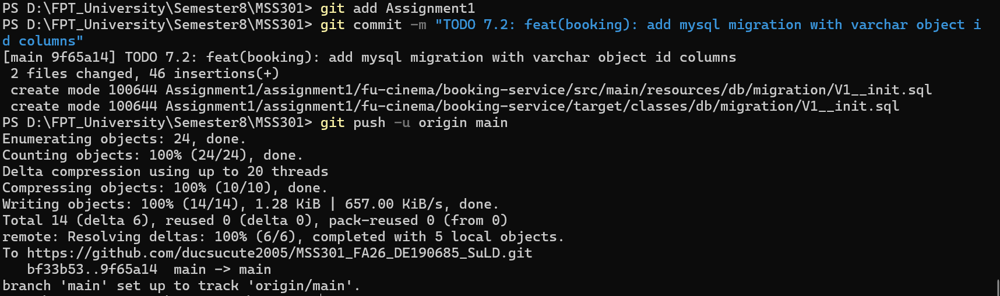 PS D:\FPT_University\Semester8\MSS301> git add Assignment1
PS D:\FPT_University\Semester8\MSS301> git commit -m "TODO 7.2: feat(booking): add mysql migration with varchar object i
d columns"
[main 9f65a14] TODO 7.2: feat(booking): add mysql migration with varchar object id columns
 2 files changed, 46 insertions(+)
 create mode 100644 Assignment1/assignment1/fu-cinema/booking-service/src/main/resources/db/migration/V1__init.sql
 create mode 100644 Assignment1/assignment1/fu-cinema/booking-service/target/classes/db/migration/V1__init.sql
PS D:\FPT_University\Semester8\MSS301> git push -u origin main
Enumerating objects: 24, done.
Counting objects: 100% (24/24), done.
Delta compression using up to 20 threads
Compressing objects: 100% (10/10), done.
Writing objects: 100% (14/14), 1.28 KiB | 657.00 KiB/s, done.
Total 14 (delta 6), reused 0 (delta 0), pack-reused 0 (from 0)
remote: Resolving deltas: 100% (6/6), completed with 5 local objects.
To https://github.com/ducsucute2005/MSS301_FA26_DE190685_SuLD.git
   bf33b53..9f65a14  main -> main
branch 'main' set up to track 'origin/main'.